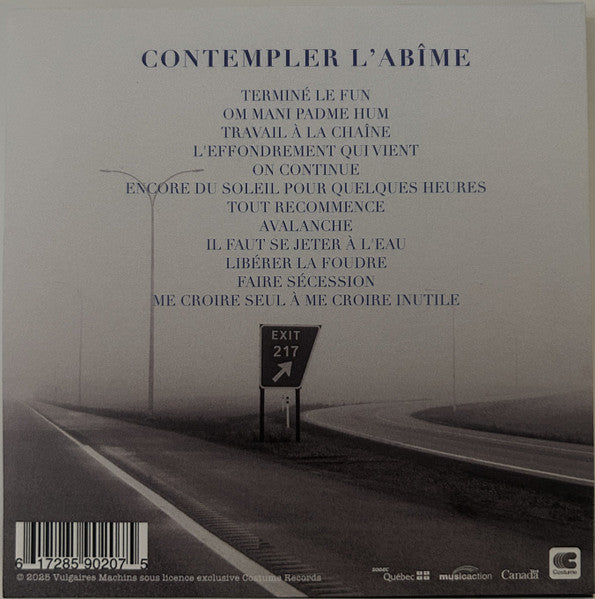 CONTEMPLER L'ABÎME
TERMINÉ LE FUN
OM MANI PADME HUM
TRAVAIL À LA CHAÎNE
L'EFFONDREMENT QUI VIENT
ON CONTINUE
ENCORE DU SOLEIL POUR QUELQUES HEURES
TOUT RECOMMENCE
AVALANCHE
IL FAUT SE JETER À L'EAU
LIBÉRER LA FOUDRE
FAIRE SÉCESSION
ME CROIRE SEUL À ME CROIRE INUTILE
EXIT
217
6 17285 90207 5
© 2025 Vulgaires Machins sous licence exclusive Costume Records
SODEC
Québec
musicaction
Canada
Costume